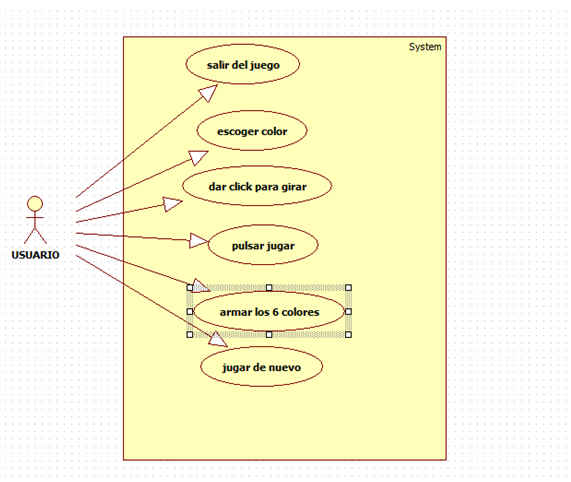 System
salir del juego
escoger color
dar click para girar
pulsar jugar
USUARIO
armar los 6 colores
jugar de nuevo